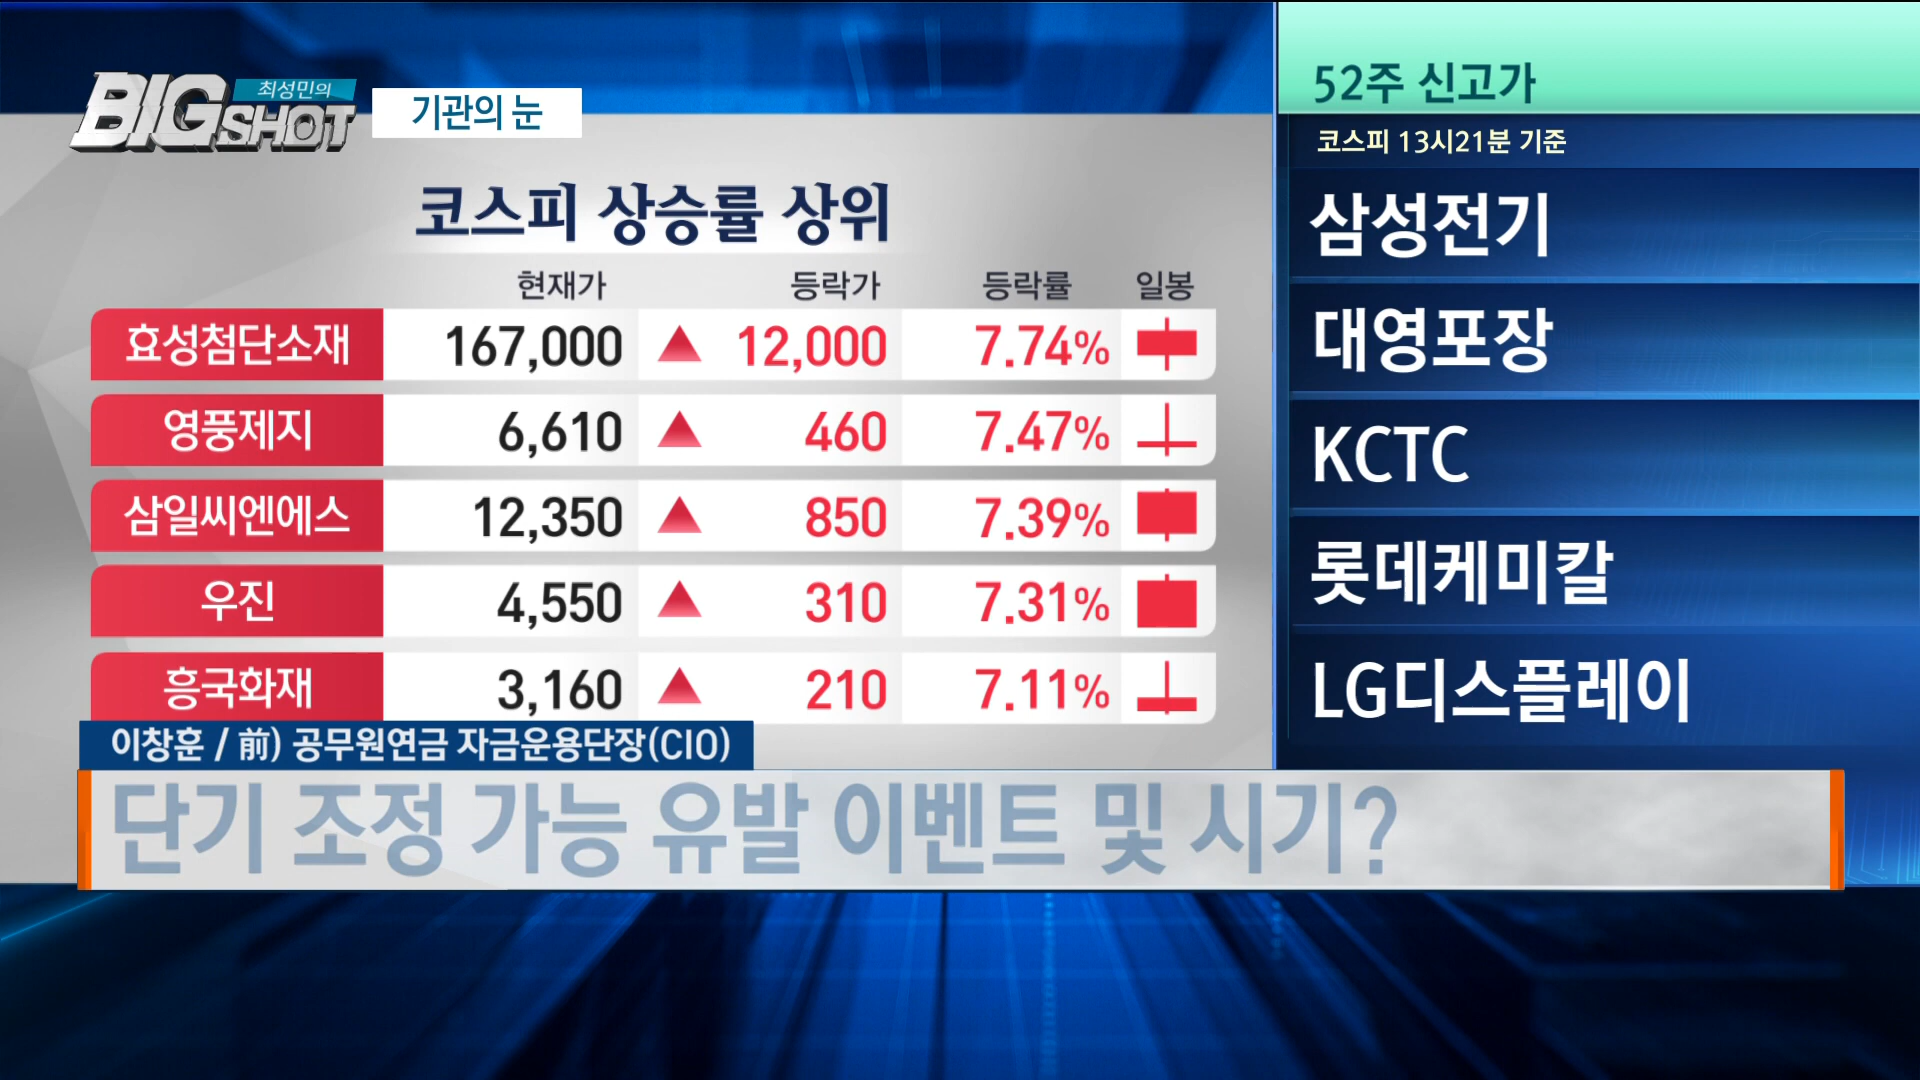 최성민의
BIG SHOT
기관의 눈
코스피 상승률 상위
현재가 등락가 등락률 일봉
효성첨단소재 167,000 ▲ 12,000 7.74%
영풍제지 6,610 ▲ 460 7.47%
삼일씨엔에스 12,350 ▲ 850 7.39%
우진 4,550 ▲ 310 7.31%
흥국화재 3,160 ▲ 210 7.11%
이창훈 / 前) 공무원연금 자금운용단장(CIO)
단기 조정 가능 유발 이벤트 및 시기?
52주 신고가
코스피 13시21분 기준
삼성전기
대영포장
KCTC
롯데케미칼
LG디스플레이